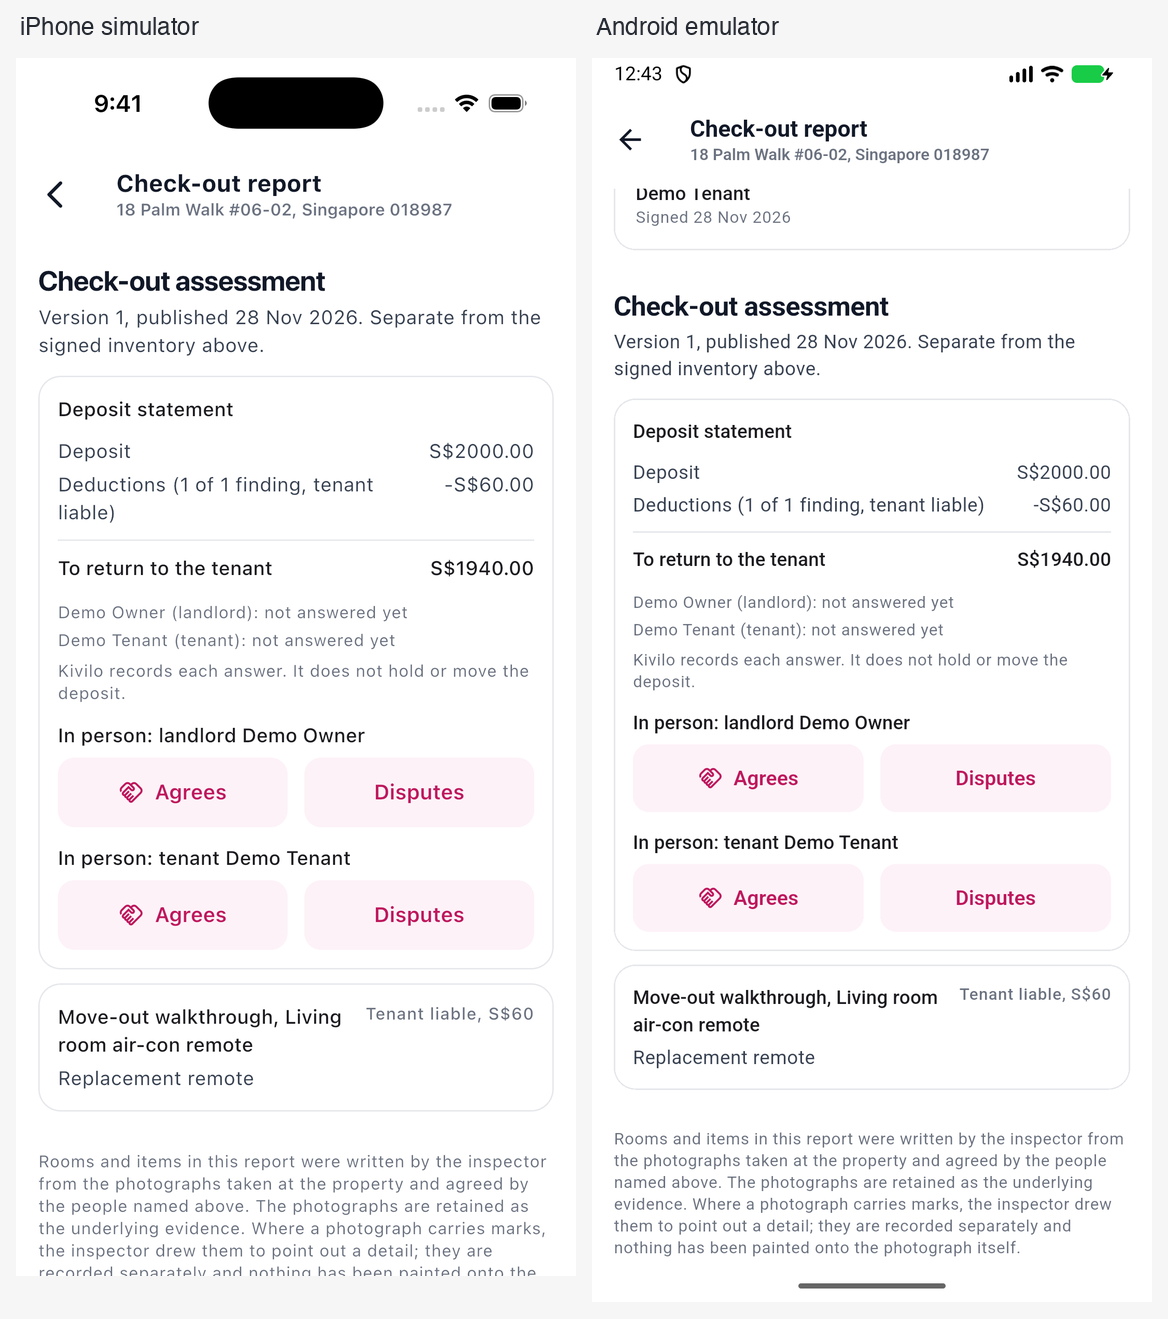 iPhone simulator
9:41
Check-out report
18 Palm Walk #06-02, Singapore 018987
Check-out assessment
Version 1, published 28 Nov 2026. Separate from the
signed inventory above.
Deposit statement
Deposit S$2000.00
Deductions (1 of 1 finding, tenant -S$60.00
liable)
To return to the tenant S$1940.00
Demo Owner (landlord): not answered yet
Demo Tenant (tenant): not answered yet
Kivilo records each answer. It does not hold or move the
deposit.
In person: landlord Demo Owner
Agrees Disputes
In person: tenant Demo Tenant
Agrees Disputes
Move-out walkthrough, Living Tenant liable, S$60
room air-con remote
Replacement remote
Rooms and items in this report were written by the inspector
from the photographs taken at the property and agreed by
the people named above. The photographs are retained as
the underlying evidence. Where a photograph carries marks,
the inspector drew them to point out a detail; they are
recorded separately and nothing has been painted onto the
Android emulator
12:43
Check-out report
18 Palm Walk #06-02, Singapore 018987
Demo Tenant
Signed 28 Nov 2026
Check-out assessment
Version 1, published 28 Nov 2026. Separate from the
signed inventory above.
Deposit statement
Deposit S$2000.00
Deductions (1 of 1 finding, tenant liable) -S$60.00
To return to the tenant S$1940.00
Demo Owner (landlord): not answered yet
Demo Tenant (tenant): not answered yet
Kivilo records each answer. It does not hold or move the
deposit.
In person: landlord Demo Owner
Agrees Disputes
In person: tenant Demo Tenant
Agrees Disputes
Move-out walkthrough, Living room Tenant liable, S$60
air-con remote
Replacement remote
Rooms and items in this report were written by the inspector from
the photographs taken at the property and agreed by the people
named above. The photographs are retained as the underlying
evidence. Where a photograph carries marks, the inspector drew
them to point out a detail; they are recorded separately and
nothing has been painted onto the photograph itself.